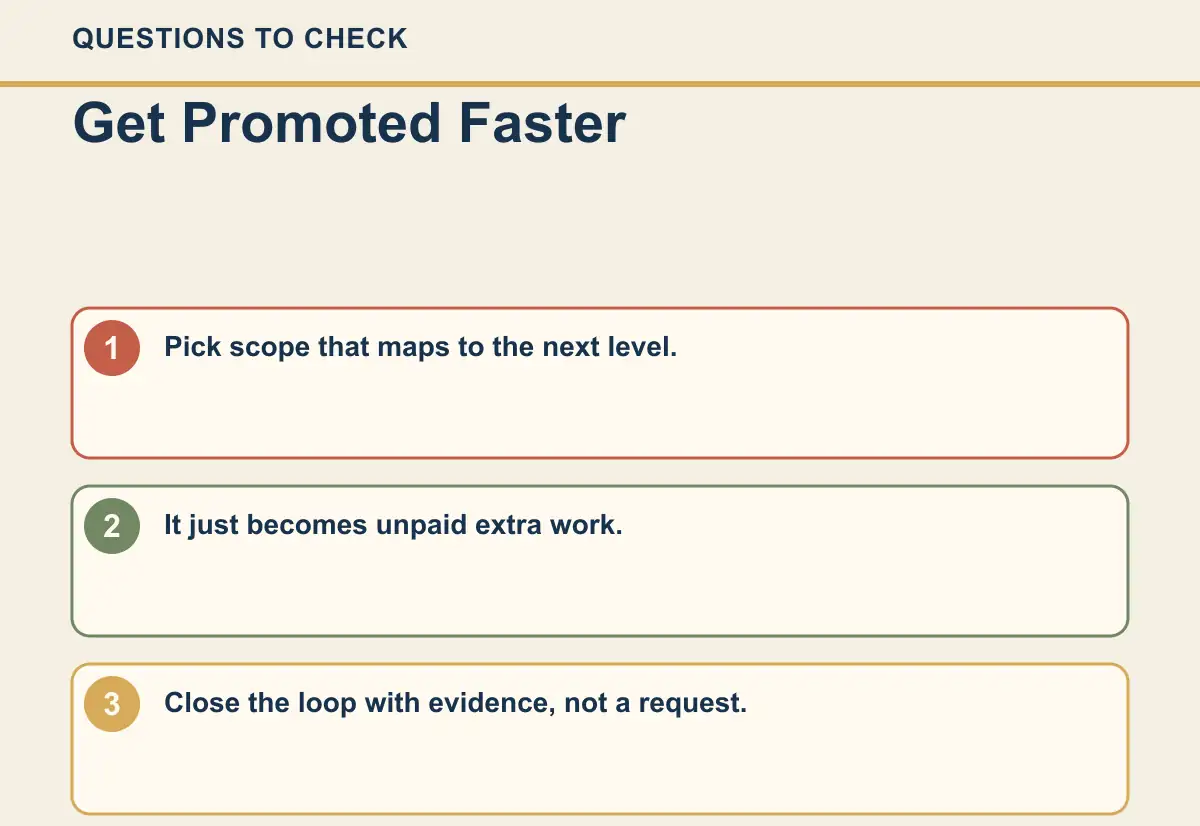 QUESTIONS TO CHECK
Get Promoted Faster
1
Pick scope that maps to the next level.
2
It just becomes unpaid extra work.
3
Close the loop with evidence, not a request.